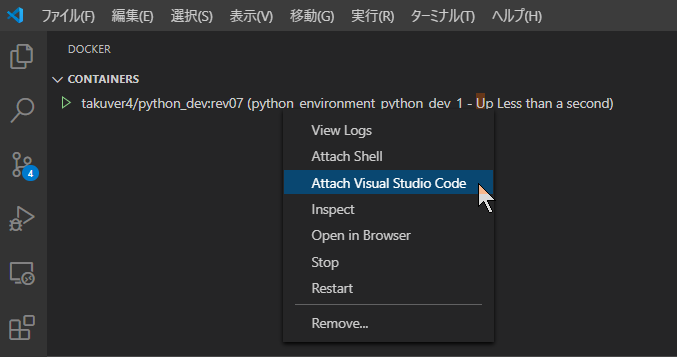 ファイル(F) 編集(E) 選択(S) 表示(V) 移動(G) 実行(R) ターミナル(T) ヘルプ(H)
DOCKER
CONTAINERS
takuver4/python_dev:rev07 (python_environment_python_dev_1 - Up Less than a second)
View Logs
Attach Shell
4
Attach Visual Studio Code
Inspect
Open in Browser
Stop
Restart
Remove...